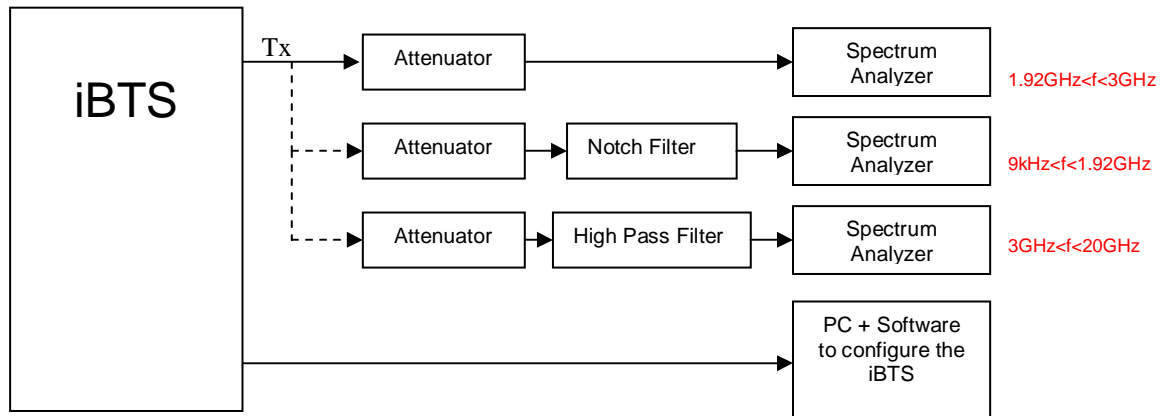 iBTS
Tx
Attenuator
Spectrum
Analyzer
1.92GHz<f<3GHz
Attenuator
Notch Filter
Spectrum
Analyzer
9kHz<f<1.92GHz
Attenuator
High Pass Filter
Spectrum
Analyzer
3GHz<f<20GHz
PC + Software
to configure the
iBTS